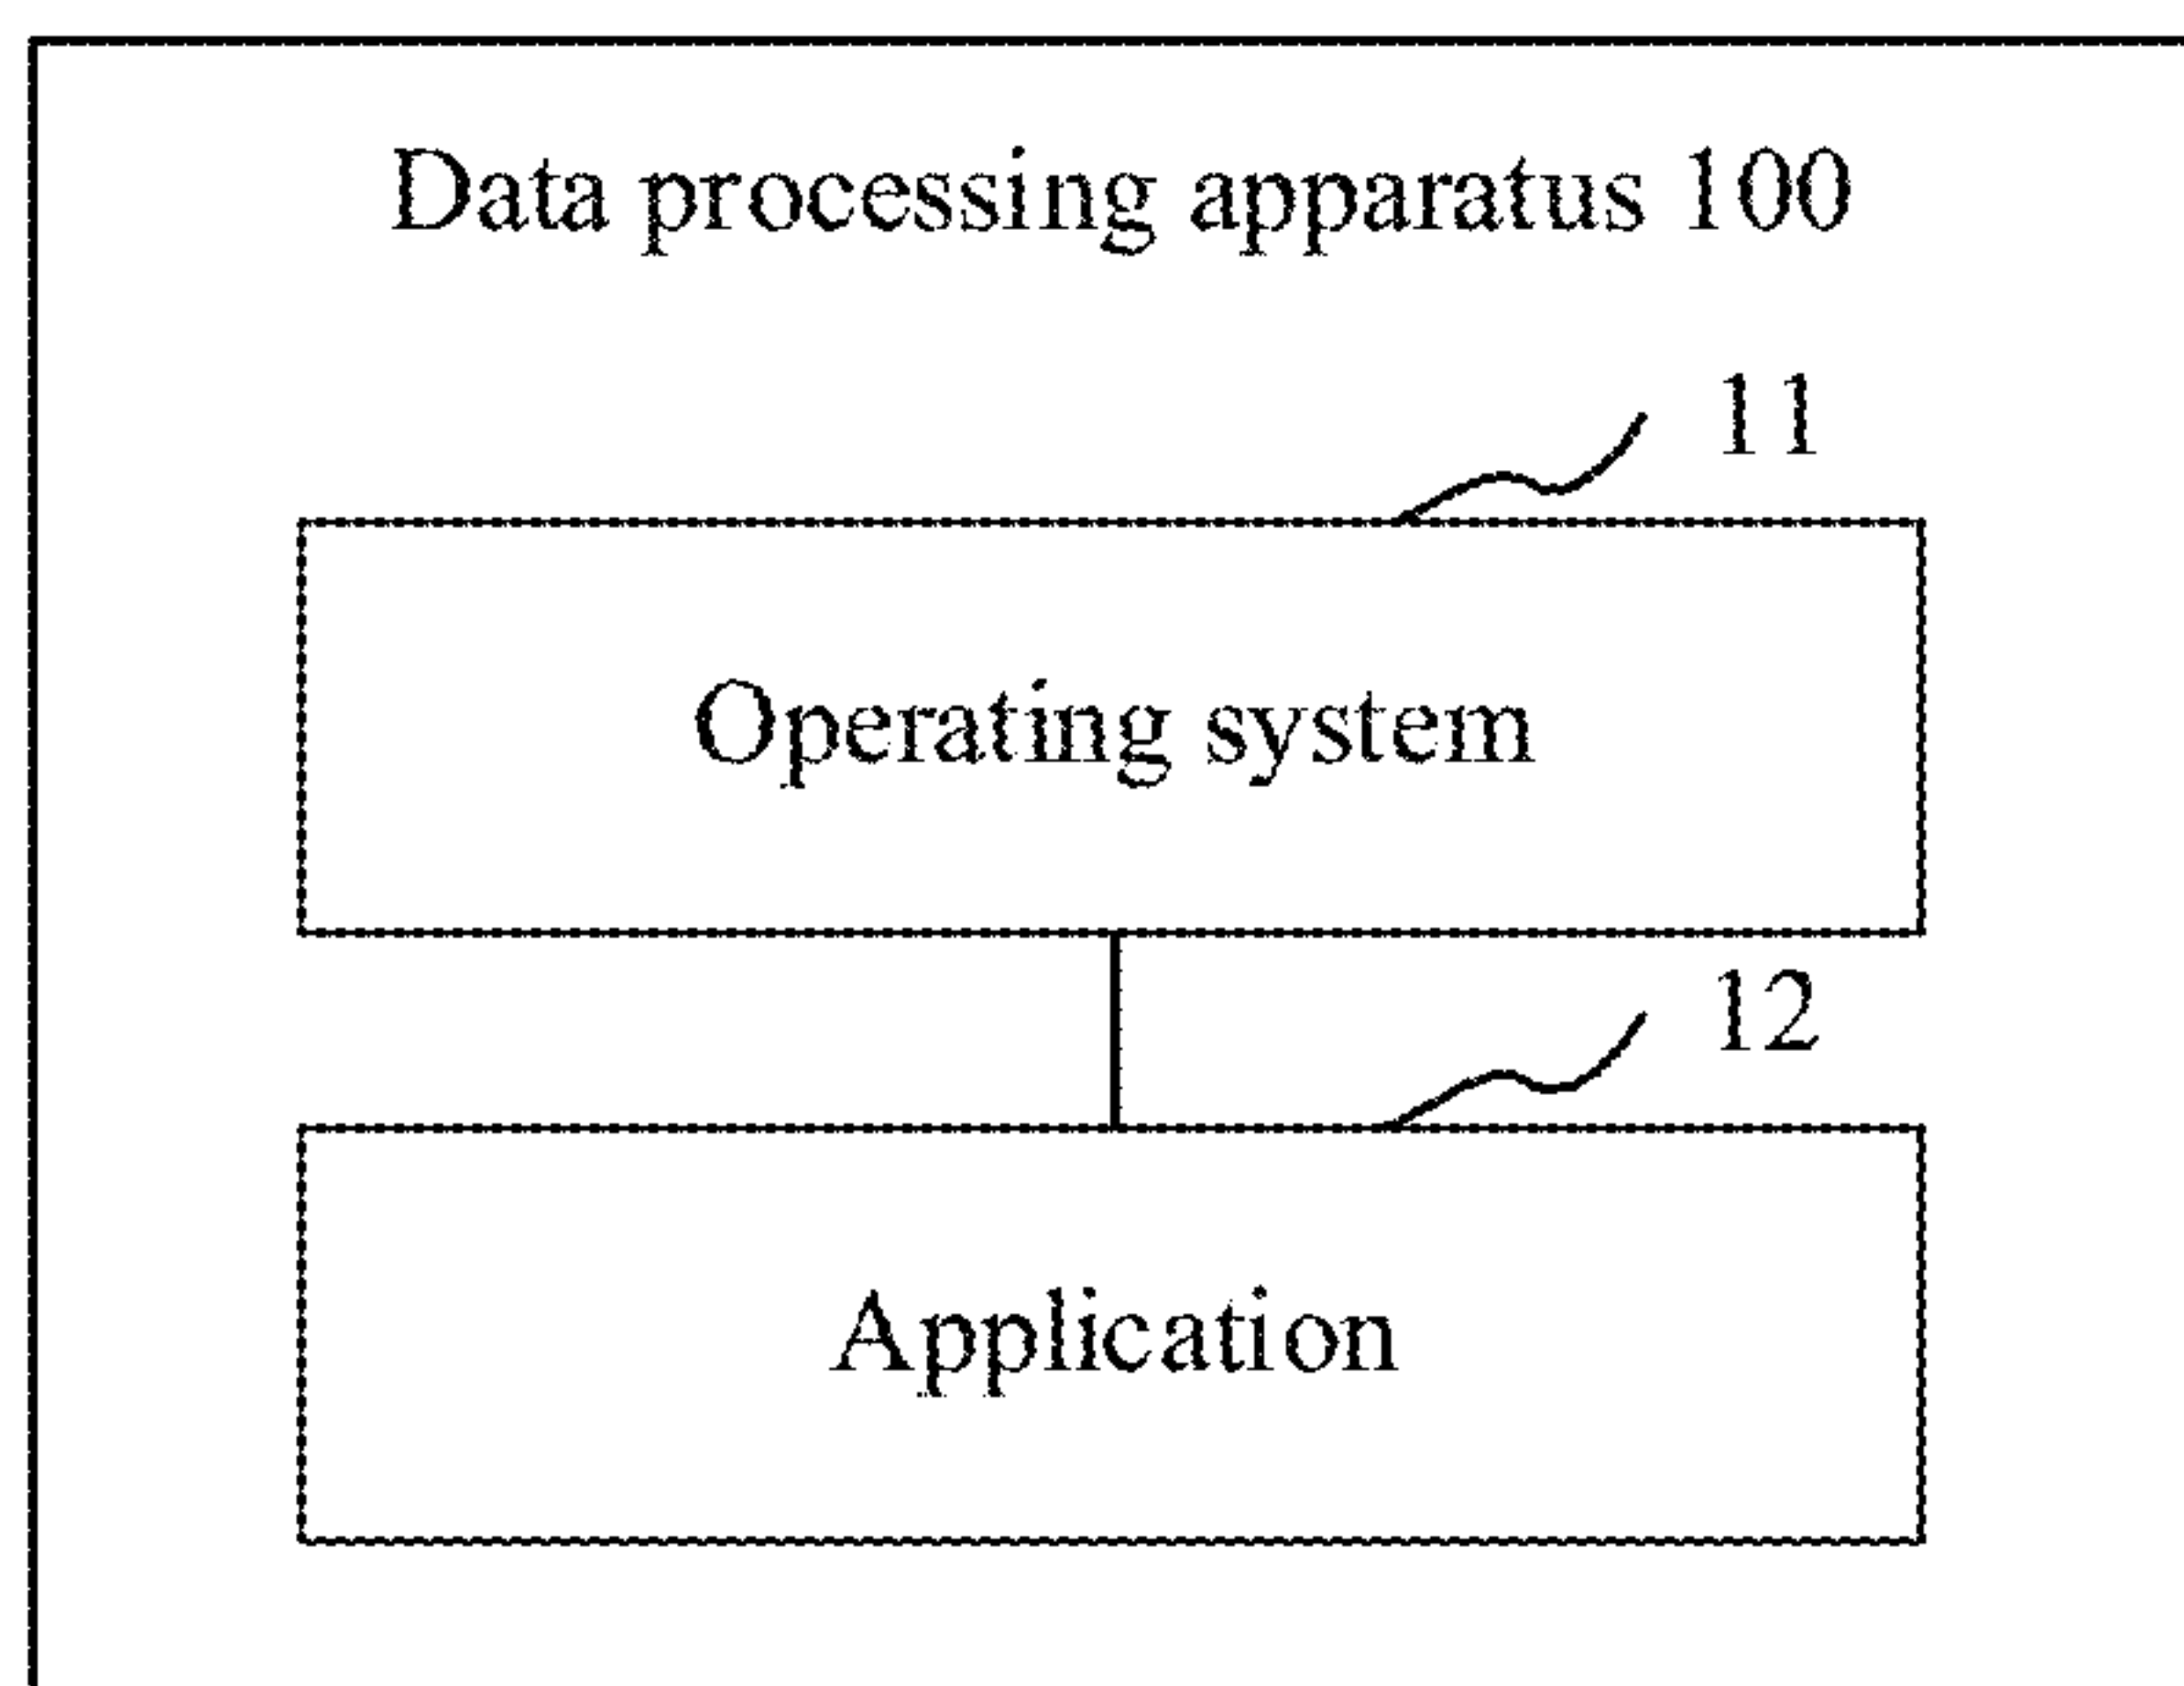 Data processing apparatus 100
11
Operating system
12
Application